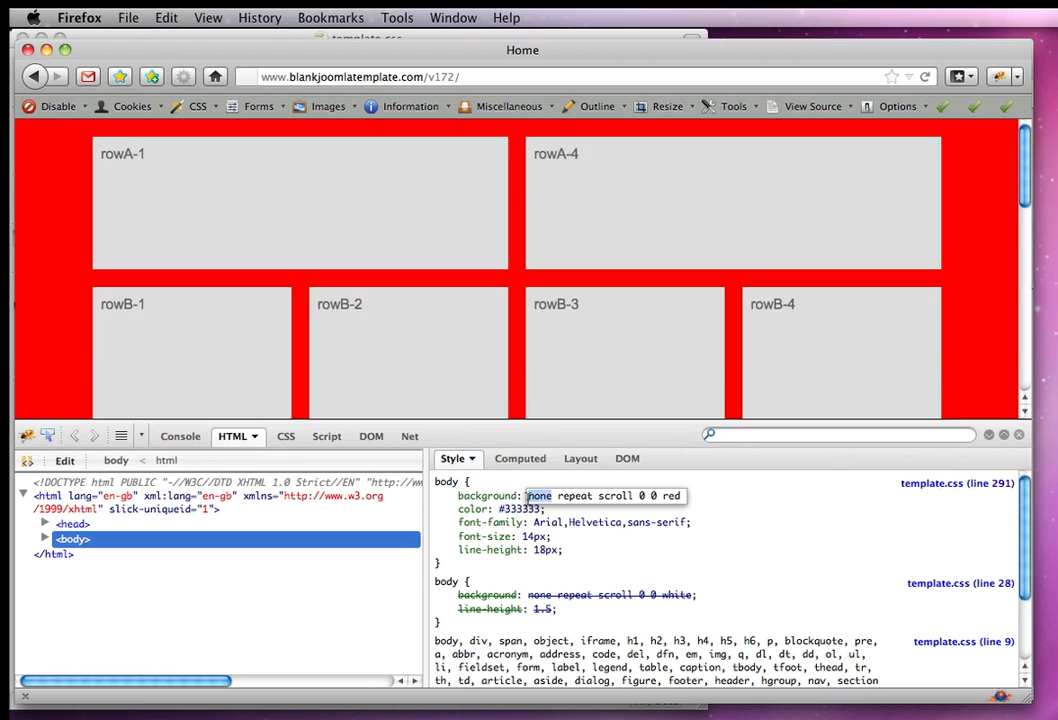 Firefox File Edit View History Bookmarks Tools Window Help
template.css
Home
www.blankjoomlatemplate.com/v172/
Disable Cookies CSS Forms Images Information Miscellaneous Outline Resize Tools View Source Options
rowA-1 rowA-4
rowB-1 rowB-2 rowB-3 rowB-4
Console HTML CSS Script DOM Net
Edit body < html
Style Computed Layout DOM
<!DOCTYPE html PUBLIC "-//W3C//DTD XHTML 1.0 Strict//EN" "http://ww
<html lang="en-gb" xml:lang="en-gb" xmlns="http://www.w3.org
/1999/xhtml" slick-uniqueid="1">
<head>
<body>
</html>
body { template.css (line 291)
background: none repeat scroll 0 0 red
color: #333333;
font-family: Arial,Helvetica,sans-serif;
font-size: 14px;
line-height: 18px;
}
body { template.css (line 28)
background: none repeat scroll 0 0 white;
line-height: 1.5;
}
body, div, span, object, iframe, h1, h2, h3, h4, h5, h6, p, blockquote, pre, template.css (line 9)
a, abbr, acronym, address, code, del, dfn, em, img, q, dl, dt, dd, ol, ul,
li, fieldset, form, label, legend, table, caption, tbody, tfoot, thead, tr,
th, td, article, aside, dialog, figure, footer, header, hgroup, nav, section